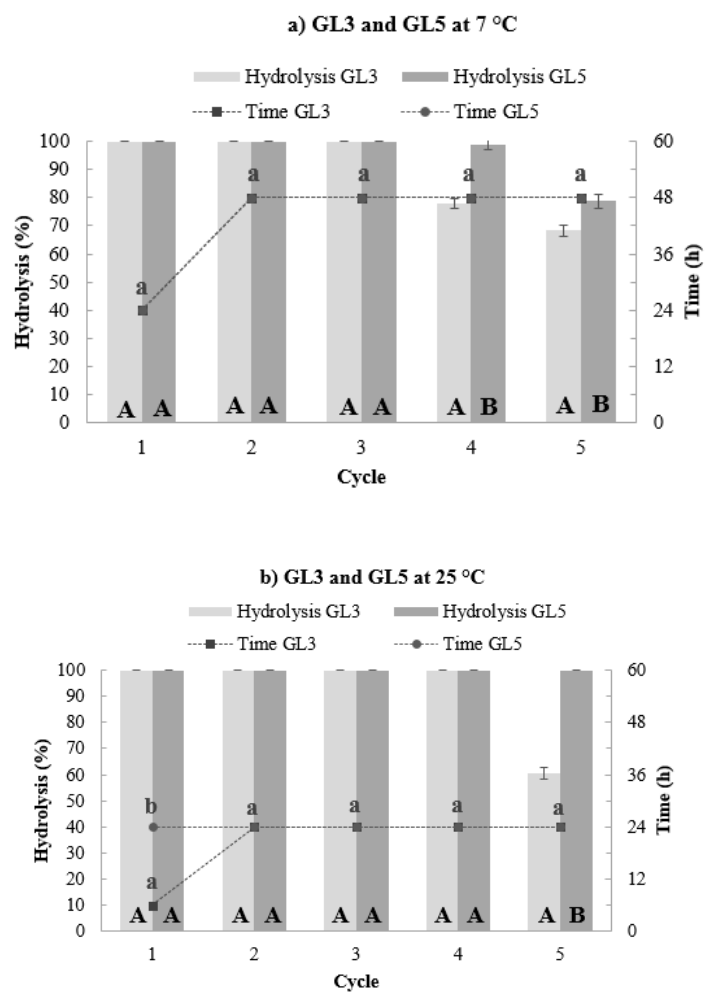 a) GL3 and GL5 at 7 °C
Hydrolysis GL3 Hydrolysis GL5
Time GL3 Time GL5
100 60
90
80 a a a a 48
70
60 36
50
40 a 24
30
20 12
10
0 A A A A A A A B A B 0
Hydrolysis (%)
Time (h)
1 2 3 4 5
Cycle
b) GL3 and GL5 at 25 °C
Hydrolysis GL3 Hydrolysis GL5
Time GL3 Time GL5
100 60
90
80 48
70
60 36
50
40 b a a a a 24
30
20 a 12
10
0 A A A A A A A A A B 0
Hydrolysis (%)
Time (h)
1 2 3 4 5
Cycle